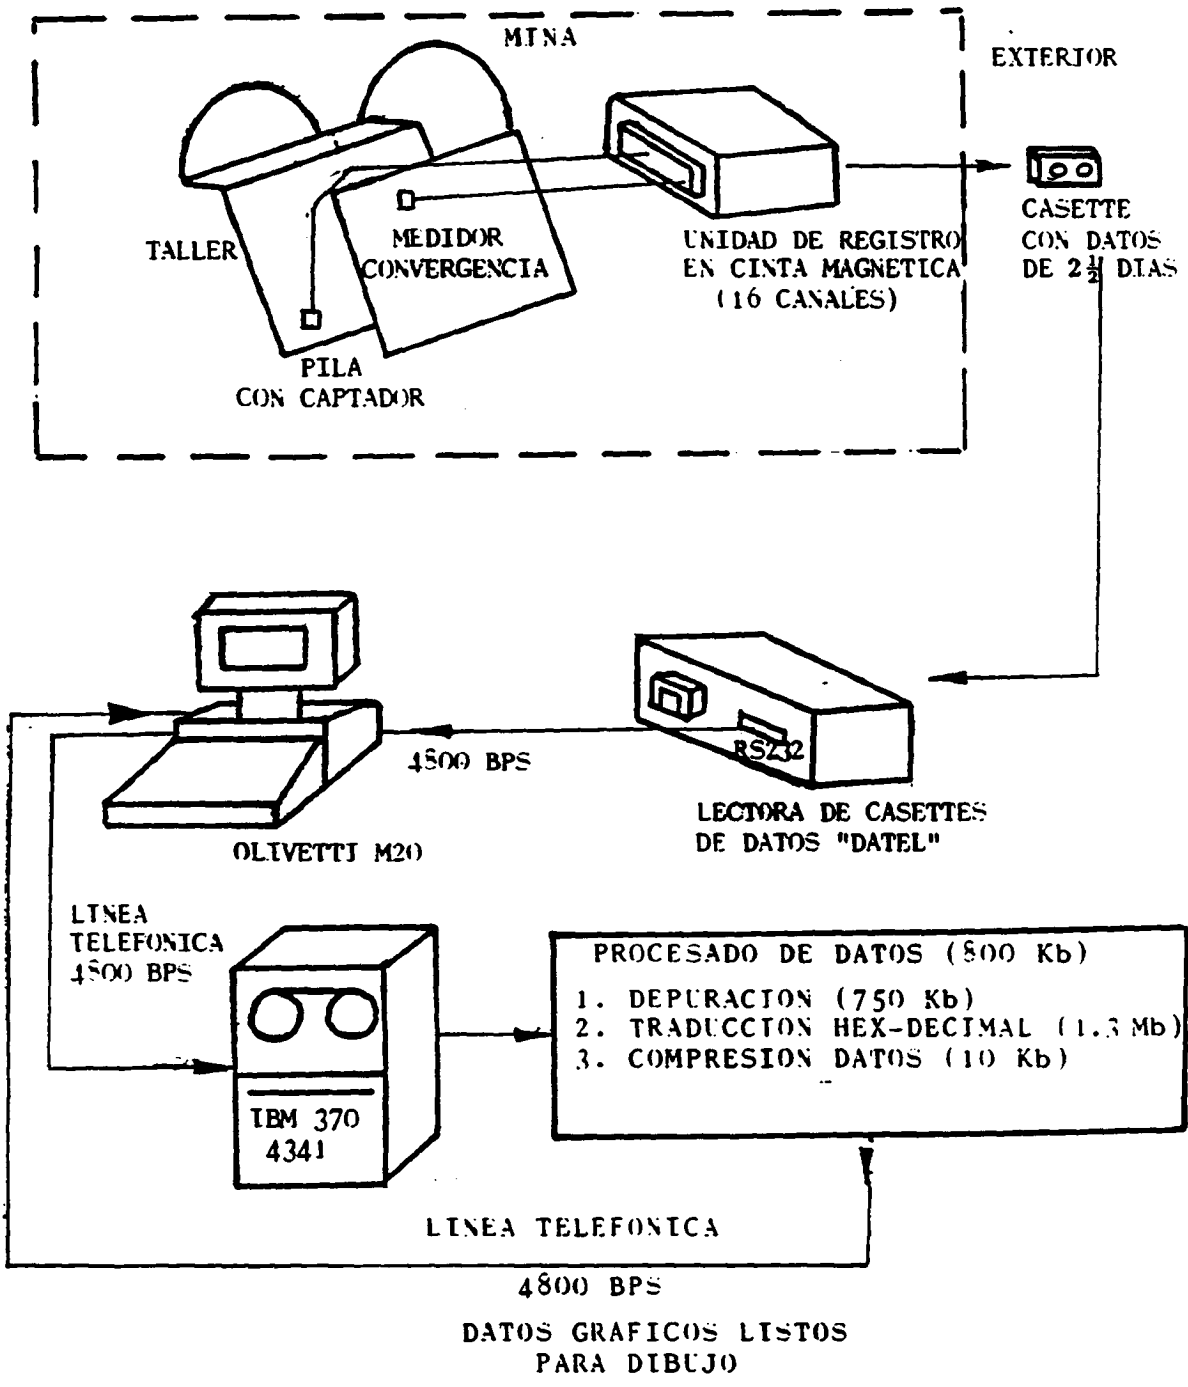 MINA
EXTERIOR
TALLER
MEDIDOR
CONVERGENCIA
PILA
CON CAPTADOR
UNIDAD DE REGISTRO
EN CINTA MAGNETICA
(16 CANALES)
CASETTE
CON DATOS
DE 2½ DIAS
OLIVETTI M20
4800 BPS
RS232
LECTORA DE CASETTES
DE DATOS "DATEL"
LINEA
TELEFONICA
4800 BPS
IBM 370
4341
PROCESADO DE DATOS (800 Kb)
1. DEPURACION (750 Kb)
2. TRADUCCION HEX-DECIMAL (1.3 Mb)
3. COMPRESION DATOS (10 Kb)
LINEA TELEFONICA
4800 BPS
DATOS GRAFICOS LISTOS
PARA DIBUJO